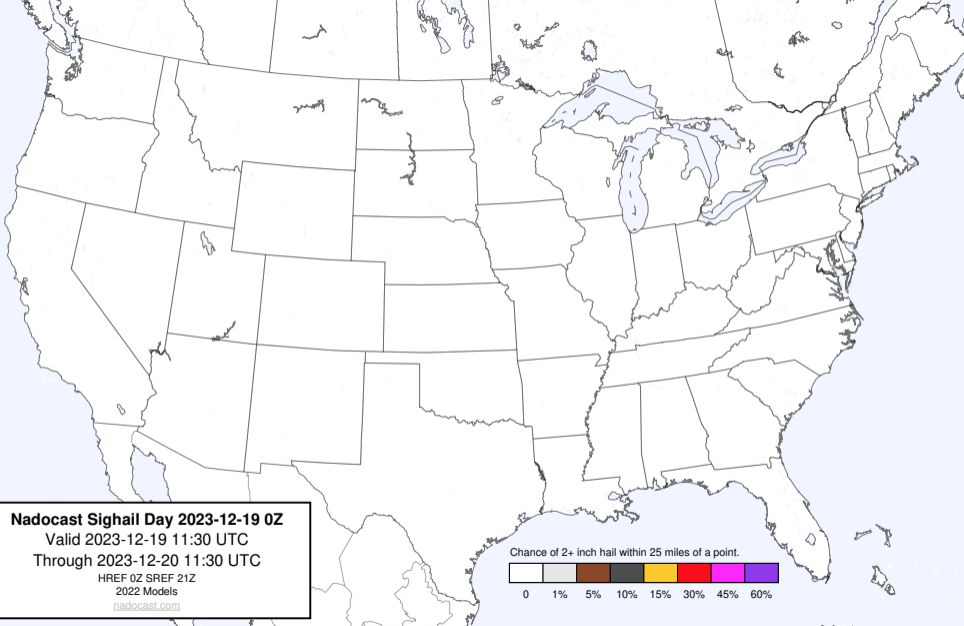 Nadocast Sighail Day 2023-12-19 0Z
Valid 2023-12-19 11:30 UTC
Through 2023-12-20 11:30 UTC
HREF 0Z SREF 21Z
2022 Models
nadocast.com
Chance of 2+ inch hail within 25 miles of a point.
0 1% 5% 10% 15% 30% 45% 60%